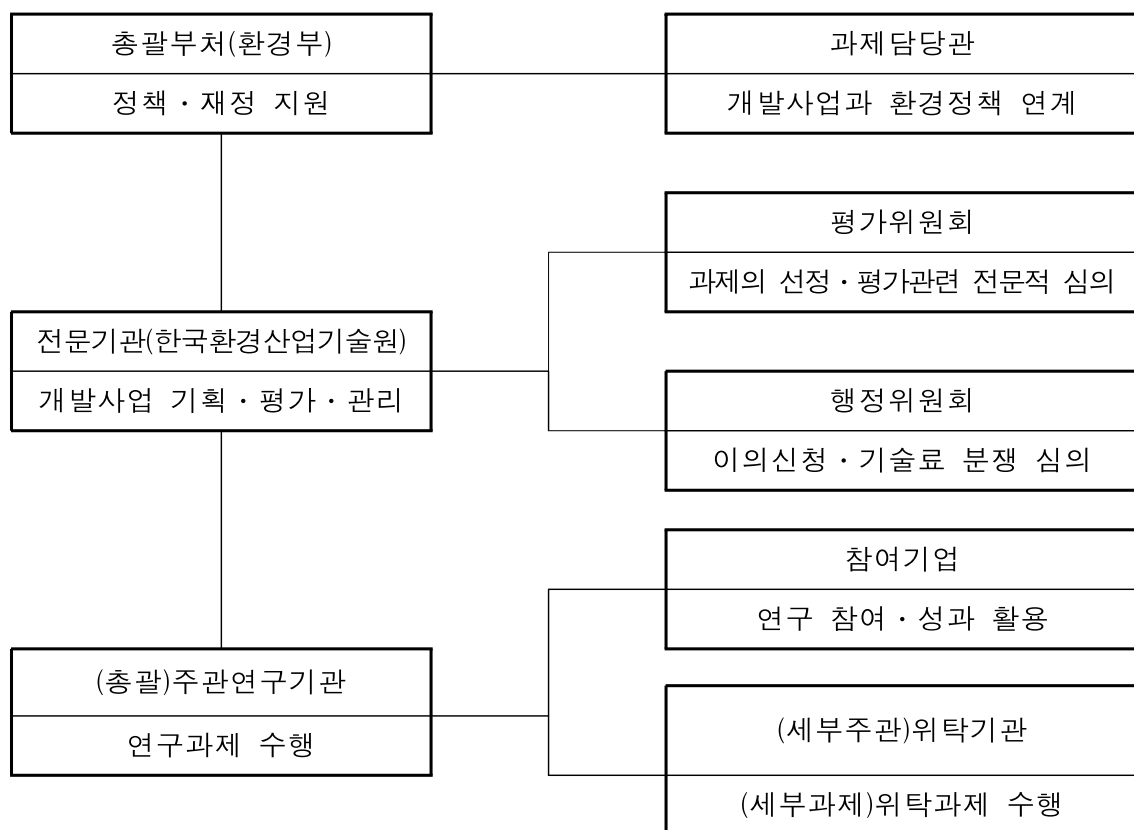 총괄부처(환경부)
정책·재정 지원
과제담당관
개발사업과 환경정책 연계
평가위원회
과제의 선정·평가관련 전문적 심의
전문기관(한국환경산업기술원)
개발사업 기획·평가·관리
행정위원회
이의신청·기술료 분쟁 심의
참여기업
연구 참여·성과 활용
(총괄)주관연구기관
연구과제 수행
(세부주관)위탁기관
(세부과제)위탁과제 수행